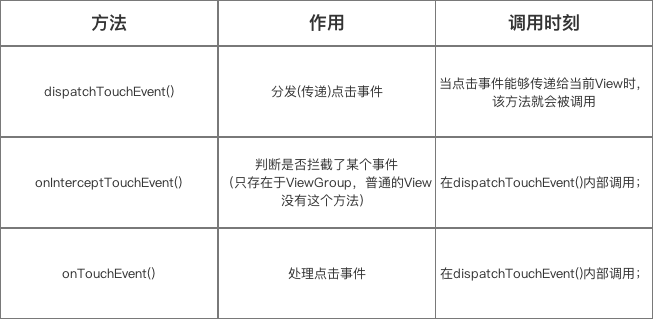 方法
作用
调用时刻
dispatchTouchEvent()
分发(传递)点击事件
当点击事件能够传递给当前View时，
该方法就会被调用
onInterceptTouchEvent()
判断是否拦截了某个事件
（只存在于ViewGroup，普通的View
没有这个方法）
在dispatchTouchEvent()内部调用；
onTouchEvent()
处理点击事件
在dispatchTouchEvent()内部调用；